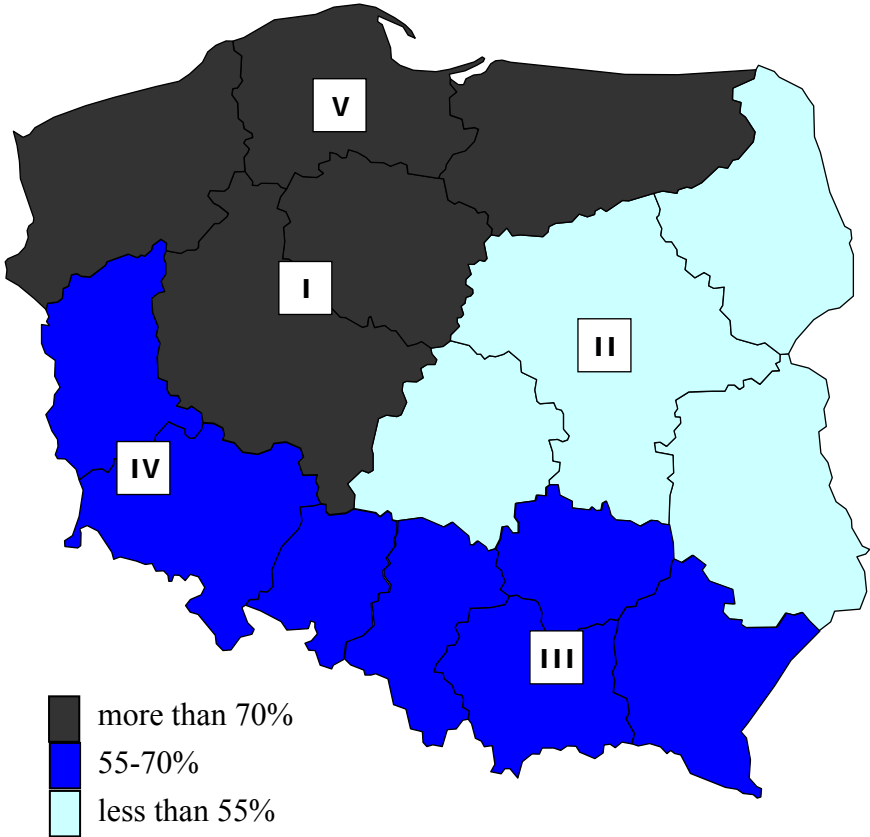 V
I
II
IV
III
more than 70%
55-70%
less than 55%